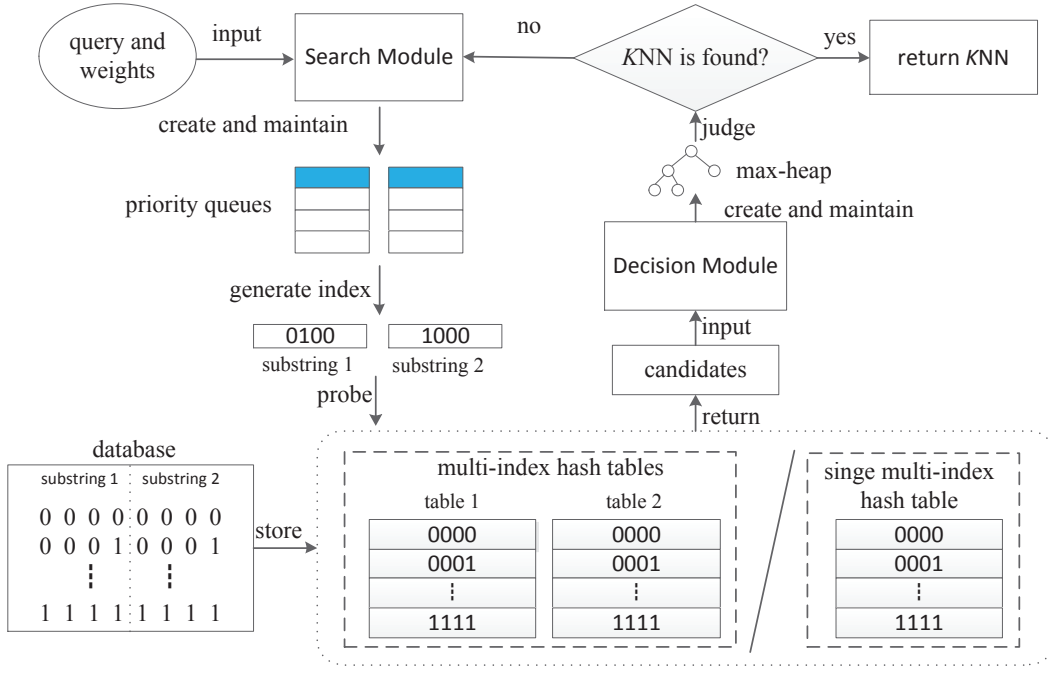 query and
weights
input
Search Module
no
KNN is found?
yes
return KNN
create and maintain
judge
max-heap
priority queues
create and maintain
Decision Module
generate index
input
0100
1000
substring 1
substring 2
candidates
probe
return
database
substring 1
substring 2
0 0 0 0 0 0 0 0
0 0 0 1 0 0 0 1
1 1 1 1 1 1 1 1
store
multi-index hash tables
table 1
table 2
0000
0000
0001
0001
1111
1111
singe multi-index
hash table
0000
0001
1111